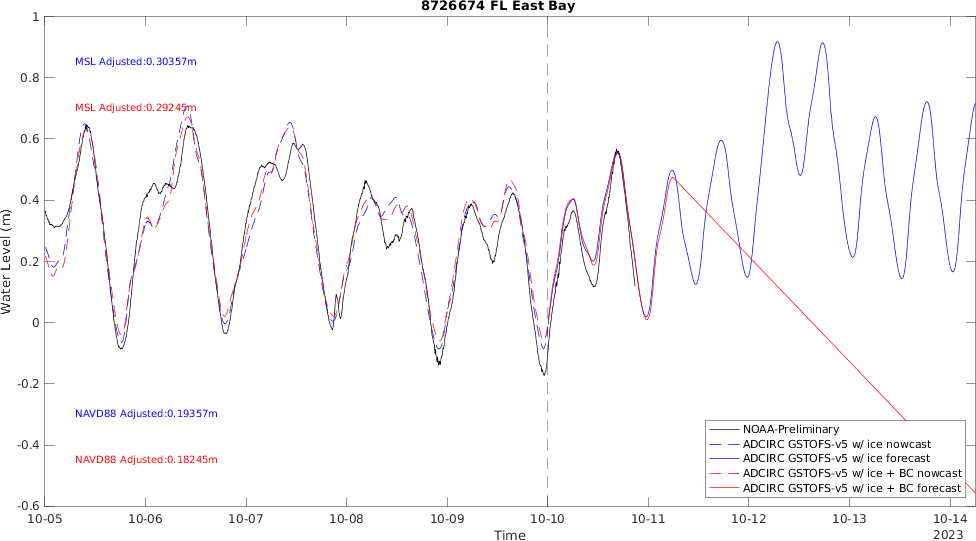 8726674 FL East Bay
1
0.8
0.6
0.4
0.2
0
-0.2
-0.4
-0.6
Water Level (m)
MSL Adjusted:0.30357m
MSL Adjusted:0.29245m
NAVD88 Adjusted:0.19357m
NAVD88 Adjusted:0.18245m
NOAA-Preliminary
ADCIRC GSTOFS-v5 w/ ice nowcast
ADCIRC GSTOFS-v5 w/ ice forecast
ADCIRC GSTOFS-v5 w/ ice + BC nowcast
ADCIRC GSTOFS-v5 w/ ice + BC forecast
10-05 10-06 10-07 10-08 10-09 10-10 10-11 10-12 10-13 10-14
Time
2023